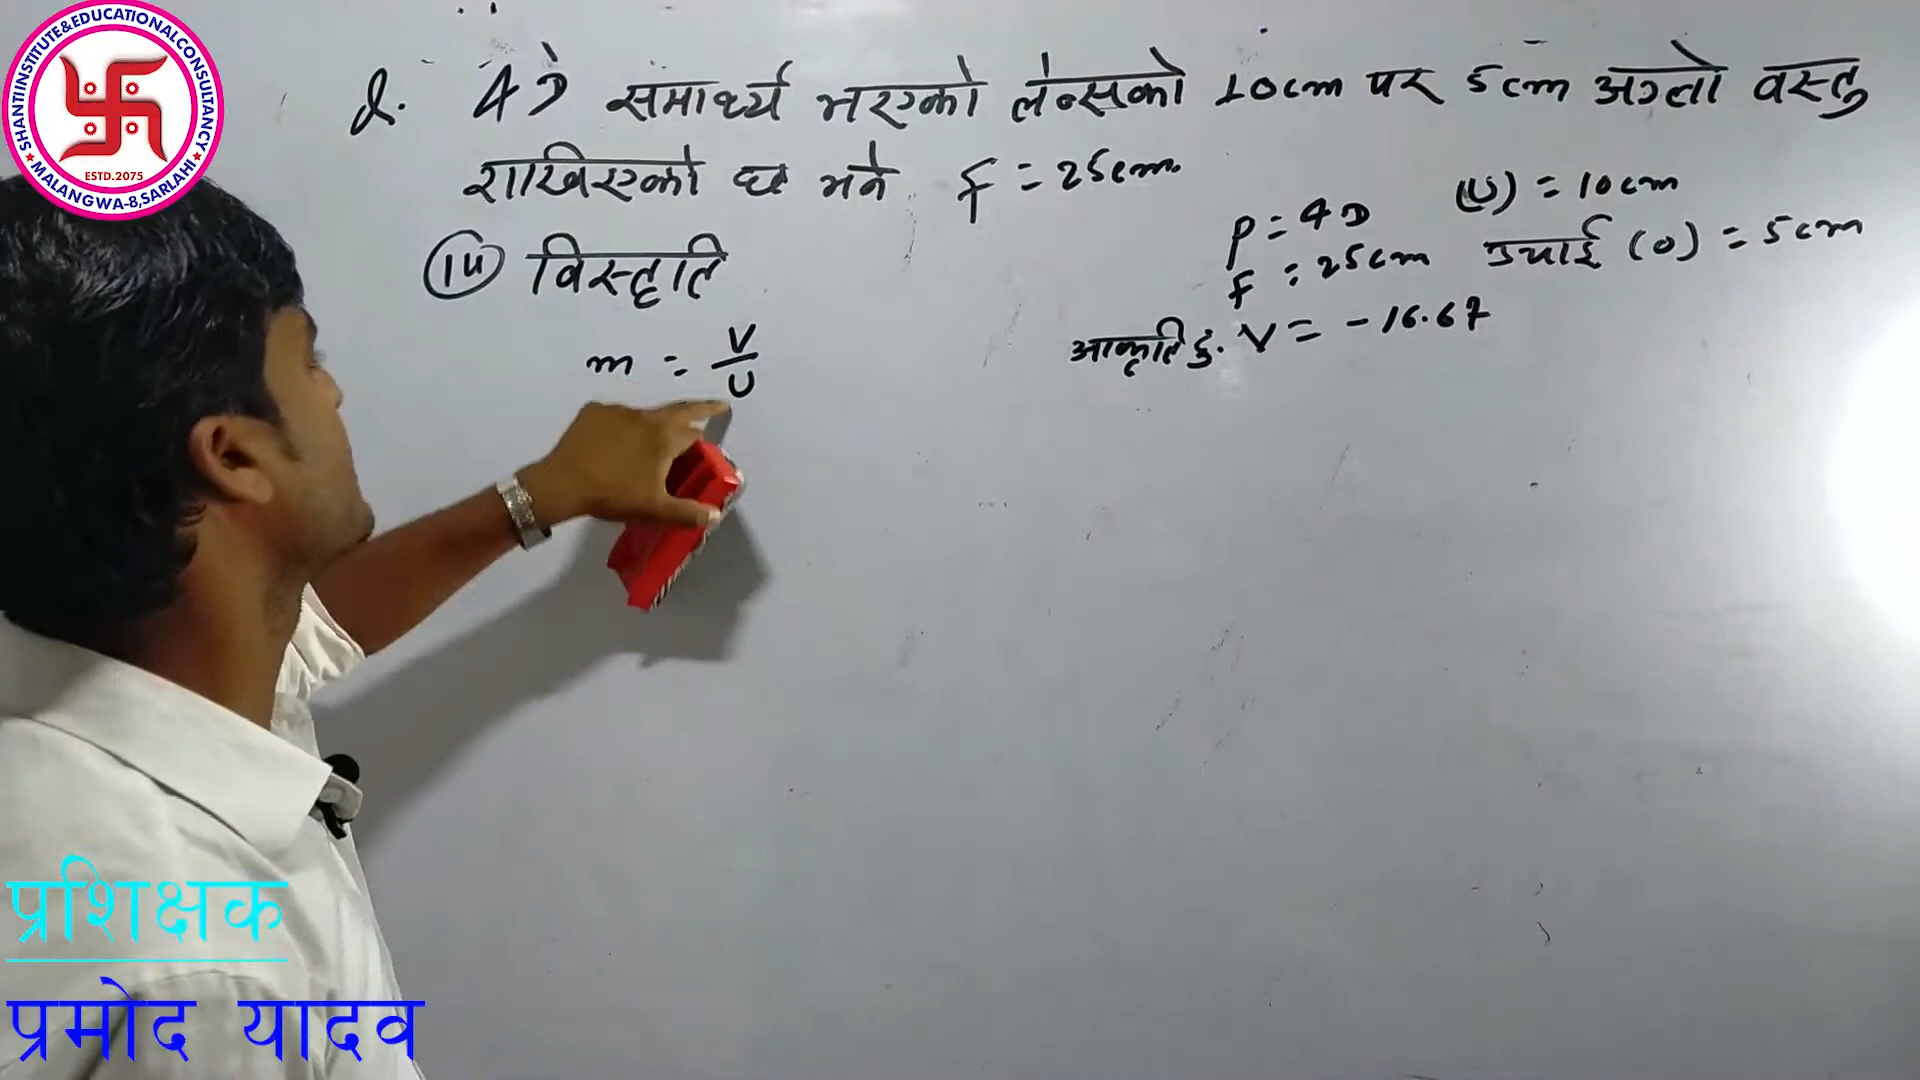 SHANTI INSTITUTE & EDUCATIONAL CONSULTANCY
ESTD.2075
MALANGWA-8, SARLAHI
Q. 4D समार्थ्य भएको लेन्सको 10cm पर 5cm अग्लो वस्तु
राखिएको छ भने f = 25cm.
P = 4D (U) = 10cm
f = 25cm उचाई (O) = 5cm
आकृति दु. V = -16.67
विस्तृति
m = V/U
प्रशिक्षक
प्रमोद यादव